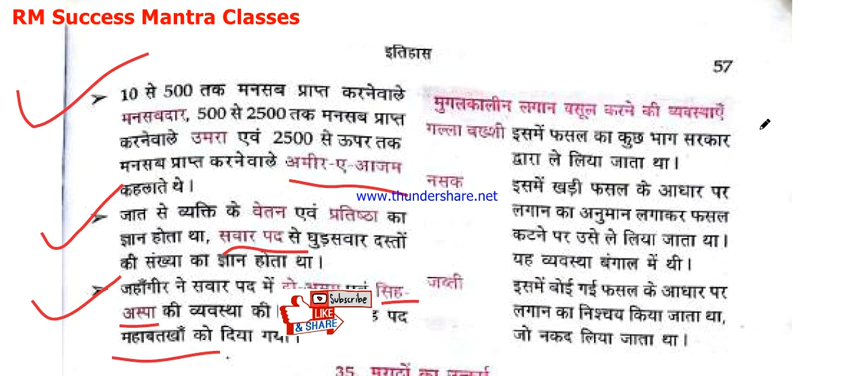 RM Success Mantra Classes
इतिहास
57
➤ 10 से 500 तक मनसब प्राप्त करनेवाले
मनसबदार, 500 से 2500 तक मनसब प्राप्त
करनेवाले उमरा एवं 2500 से ऊपर तक
मनसब प्राप्त करनेवाले अमीर-ए-आजम
कहलाते थे।
➤ जात से व्यक्ति के वेतन एवं प्रतिष्ठा का
ज्ञान होता था, सवार पद से घुड़सवार दस्तों
की संख्या का ज्ञान होता था।
➤ जहाँगीर ने सवार पद में सिह-
अस्पा की व्यवस्था की। पद
महाबतखाँ को दिया गया।
मुगलकालीन लगान वसूल करने की व्यवस्थाएँ
गल्ला बख्शी इसमें फसल का कुछ भाग सरकार
द्वारा ले लिया जाता था।
नसक इसमें खड़ी फसल के आधार पर
लगान का अनुमान लगाकर फसल
कटने पर उसे ले लिया जाता था।
यह व्यवस्था बंगाल में थी।
जब्ती इसमें बोई गई फसल के आधार पर
लगान का निश्चय किया जाता था,
जो नकद लिया जाता था।
www.thundershare.net
Subscribe
LIKE
& SHARE
35. मराठों का उत्कर्ष